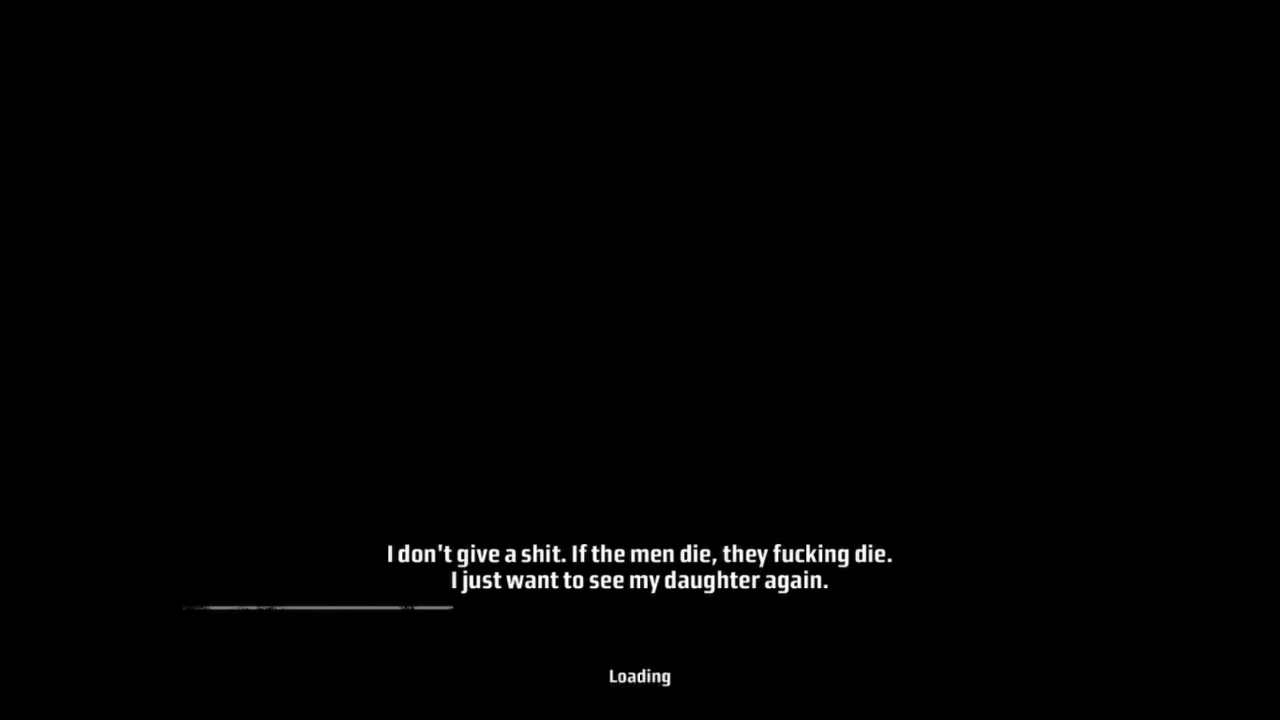 I don't give a shit. If the men die, they fucking die.
I just want to see my daughter again.
Loading